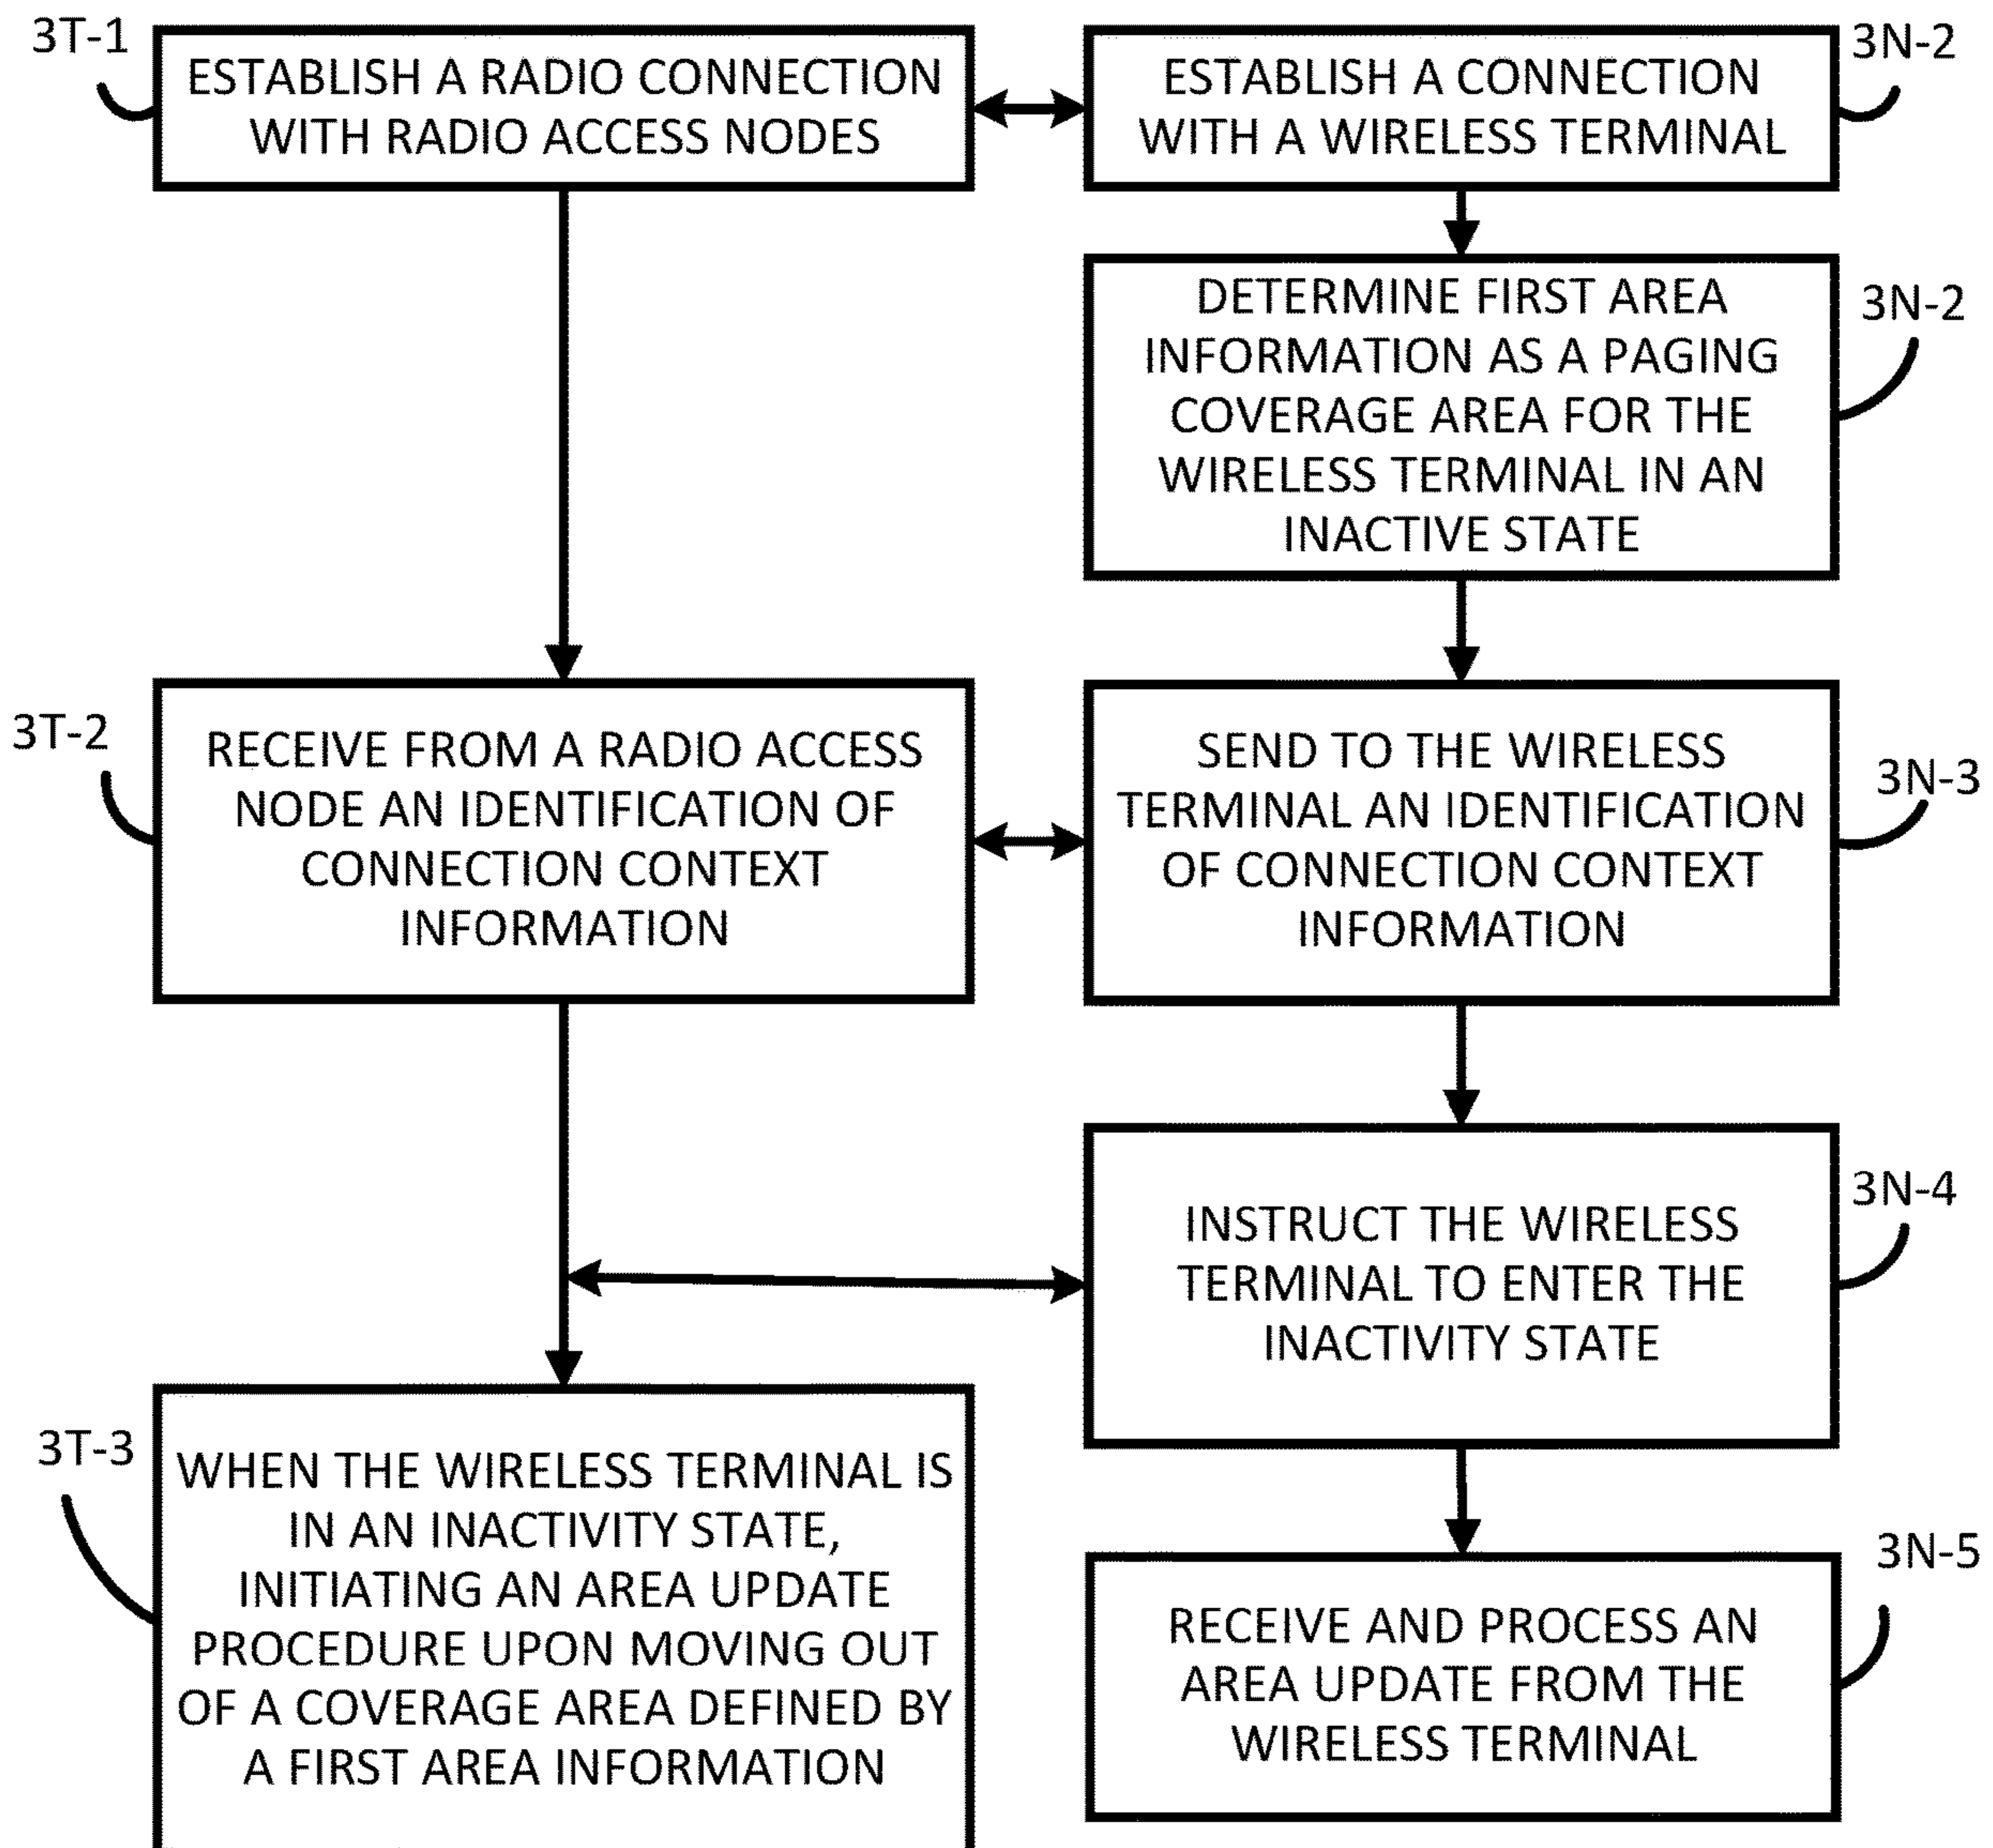 3T-1
ESTABLISH A RADIO CONNECTION
WITH RADIO ACCESS NODES
ESTABLISH A CONNECTION
WITH A WIRELESS TERMINAL
3N-2
DETERMINE FIRST AREA
INFORMATION AS A PAGING
COVERAGE AREA FOR THE
WIRELESS TERMINAL IN AN
INACTIVE STATE
3N-2
3T-2
RECEIVE FROM A RADIO ACCESS
NODE AN IDENTIFICATION OF
CONNECTION CONTEXT
INFORMATION
SEND TO THE WIRELESS
TERMINAL AN IDENTIFICATION
OF CONNECTION CONTEXT
INFORMATION
3N-3
INSTRUCT THE WIRELESS
TERMINAL TO ENTER THE
INACTIVITY STATE
3N-4
3T-3
WHEN THE WIRELESS TERMINAL IS
IN AN INACTIVITY STATE,
INITIATING AN AREA UPDATE
PROCEDURE UPON MOVING OUT
OF A COVERAGE AREA DEFINED BY
A FIRST AREA INFORMATION
RECEIVE AND PROCESS AN
AREA UPDATE FROM THE
WIRELESS TERMINAL
3N-5